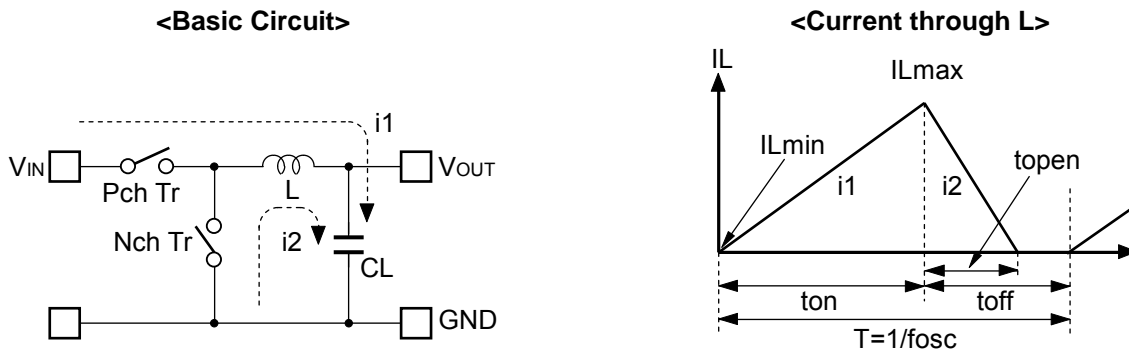 <Basic Circuit>
i1
VIN
Pch Tr
L
VOUT
Nch Tr
i2
CL
GND
<Current through L>
IL
ILmax
ILmin
i1
i2
topen
ton
toff
T=1/fosc